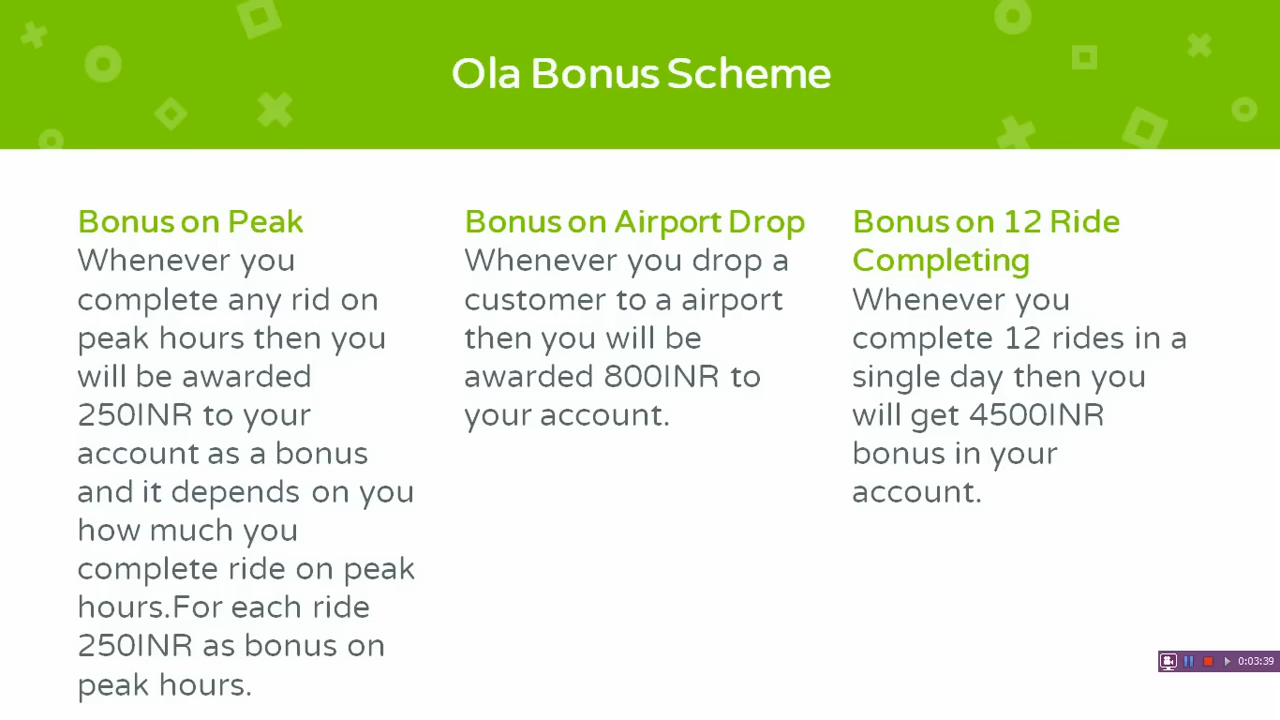 Ola Bonus Scheme
Bonus on Peak
Whenever you
complete any rid on
peak hours then you
will be awarded
250INR to your
account as a bonus
and it depends on you
how much you
complete ride on peak
hours.For each ride
250INR as bonus on
peak hours.
Bonus on Airport Drop
Whenever you drop a
customer to a airport
then you will be
awarded 800INR to
your account.
Bonus on 12 Ride
Completing
Whenever you
complete 12 rides in a
single day then you
will get 4500INR
bonus in your
account.
0:03:39